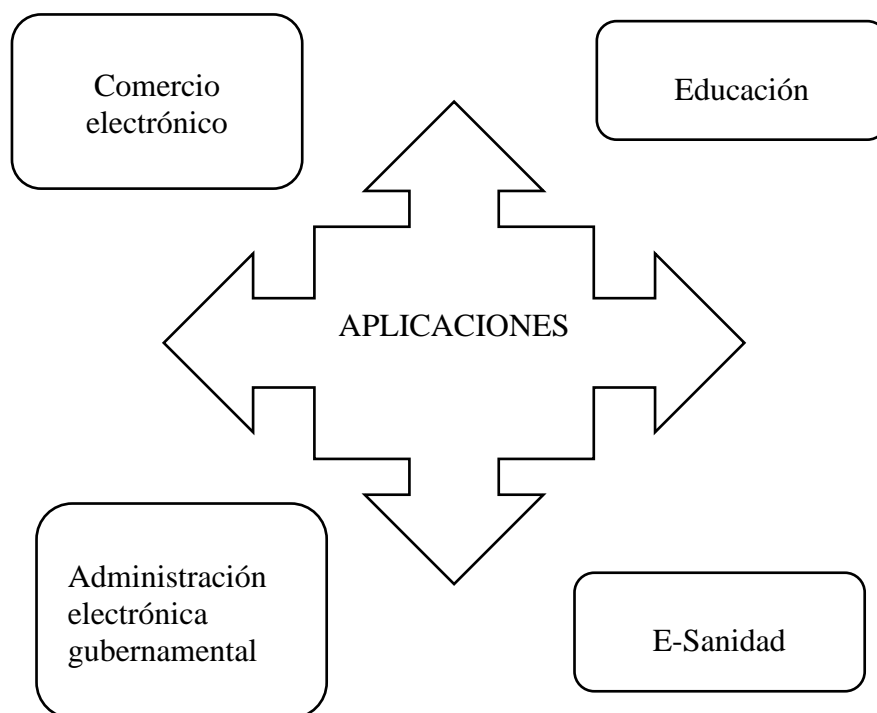 Comercio
electrónico
Educación
APLICACIONES
Administración
electrónica
gubernamental
E-Sanidad